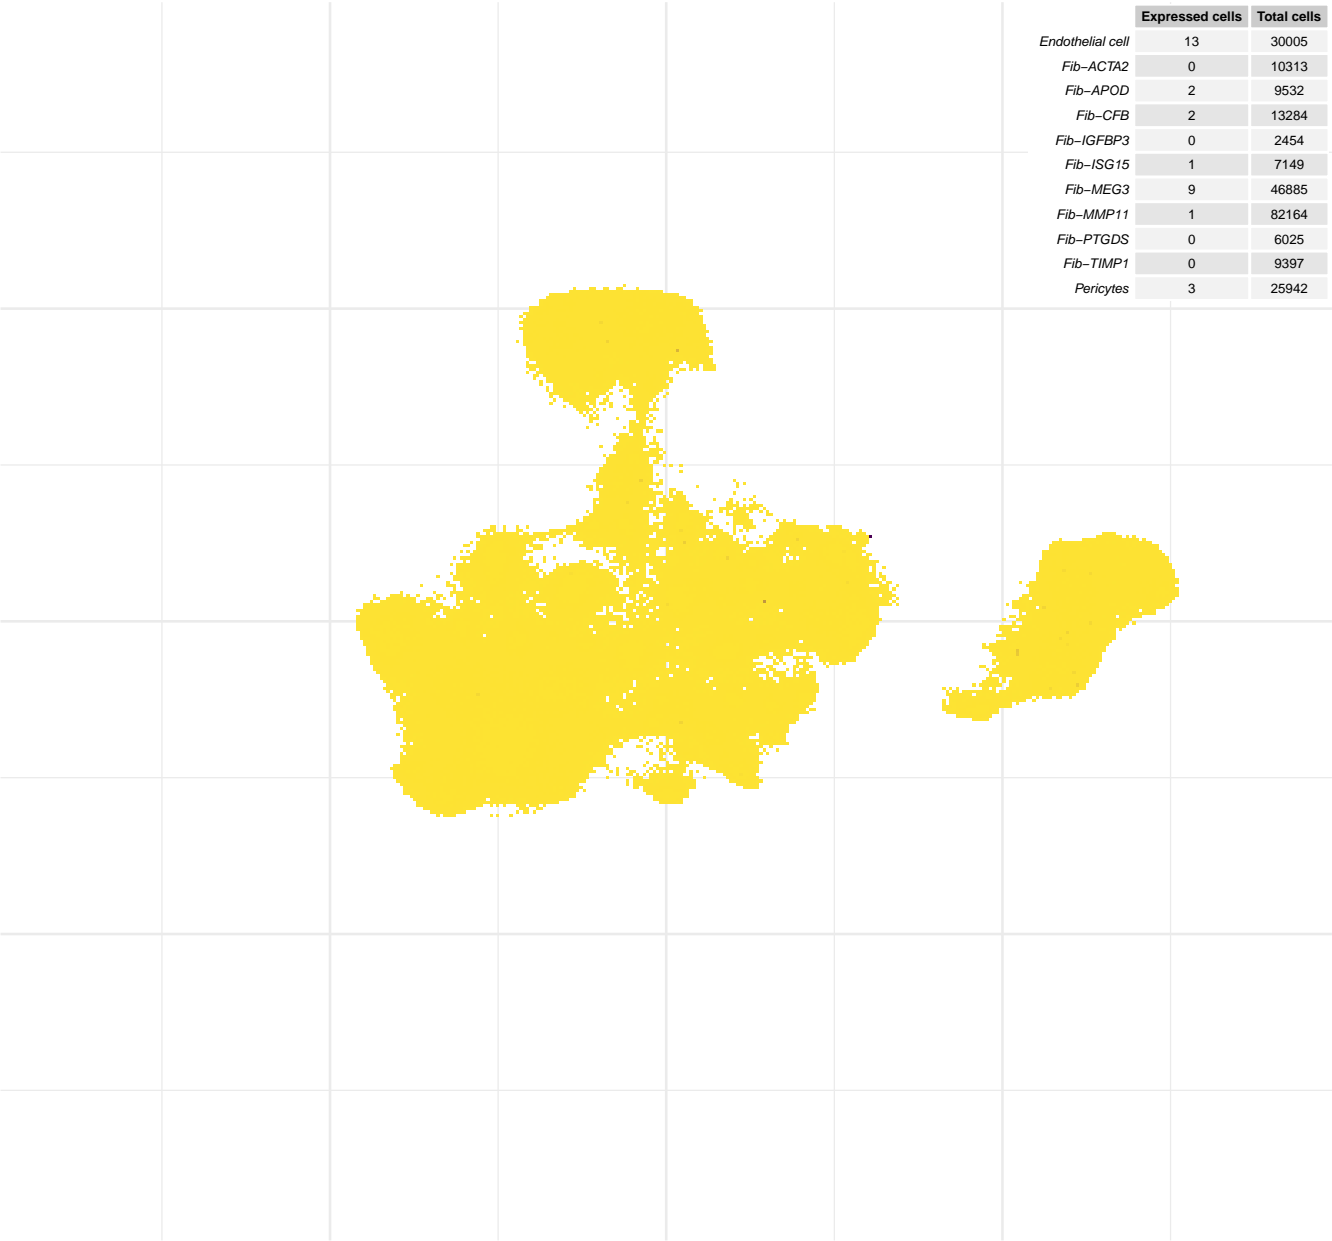 Expressed cells Total cells
Endothelial cell 13 30005
Fib−ACTA2 0 10313
Fib−APOD 2 9532
Fib−CFB 2 13284
Fib−IGFBP3 0 2454
Fib−ISG15 1 7149
Fib−MEG3 9 46885
Fib−MMP11 1 82164
Fib−PTGDS 0 6025
Fib−TIMP1 0 9397
Pericytes 3 25942